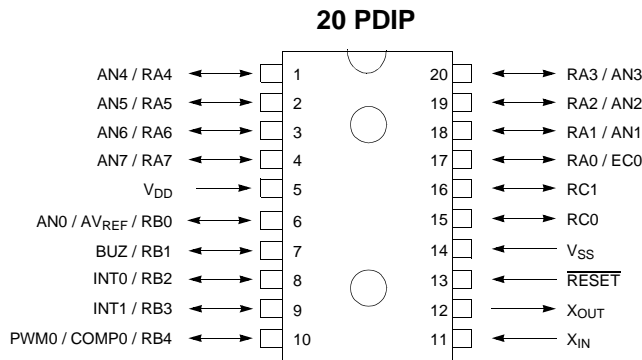 20 PDIP
AN4 / RA4 1 20 RA3 / AN3
AN5 / RA5 2 19 RA2 / AN2
AN6 / RA6 3 18 RA1 / AN1
AN7 / RA7 4 17 RA0 / EC0
VDD 5 16 RC1
AN0 / AVREF / RB0 6 15 RC0
BUZ / RB1 7 14 VSS
INT0 / RB2 8 13 RESET
INT1 / RB3 9 12 XOUT
PWM0 / COMP0 / RB4 10 11 XIN